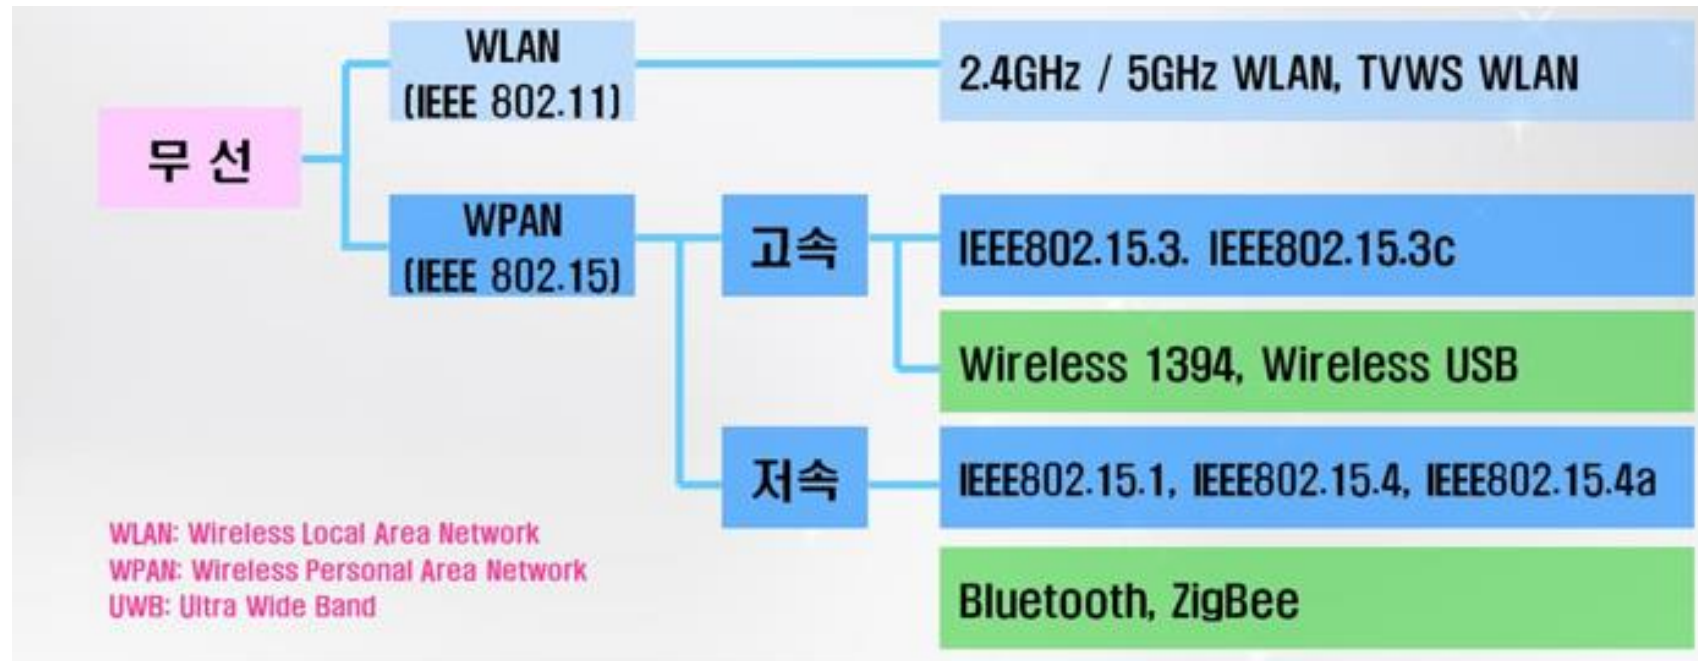 무 선
WLAN
(IEEE 802.11)
2.4GHz / 5GHz WLAN, TVWS WLAN
WPAN
(IEEE 802.15)
고속
IEEE802.15.3. IEEE802.15.3c
Wireless 1394, Wireless USB
저속
IEEE802.15.1, IEEE802.15.4, IEEE802.15.4a
Bluetooth, ZigBee
WLAN: Wireless Local Area Network
WPAN: Wireless Personal Area Network
UWB: Ultra Wide Band